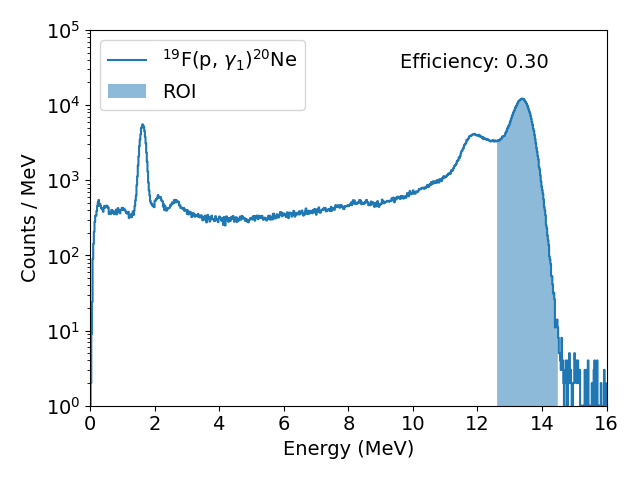 ¹⁹F(p, γ₁)²⁰Ne
ROI
Efficiency: 0.30
Counts / MeV
10⁵
10⁴
10³
10²
10¹
10⁰
0 2 4 6 8 10 12 14 16
Energy (MeV)